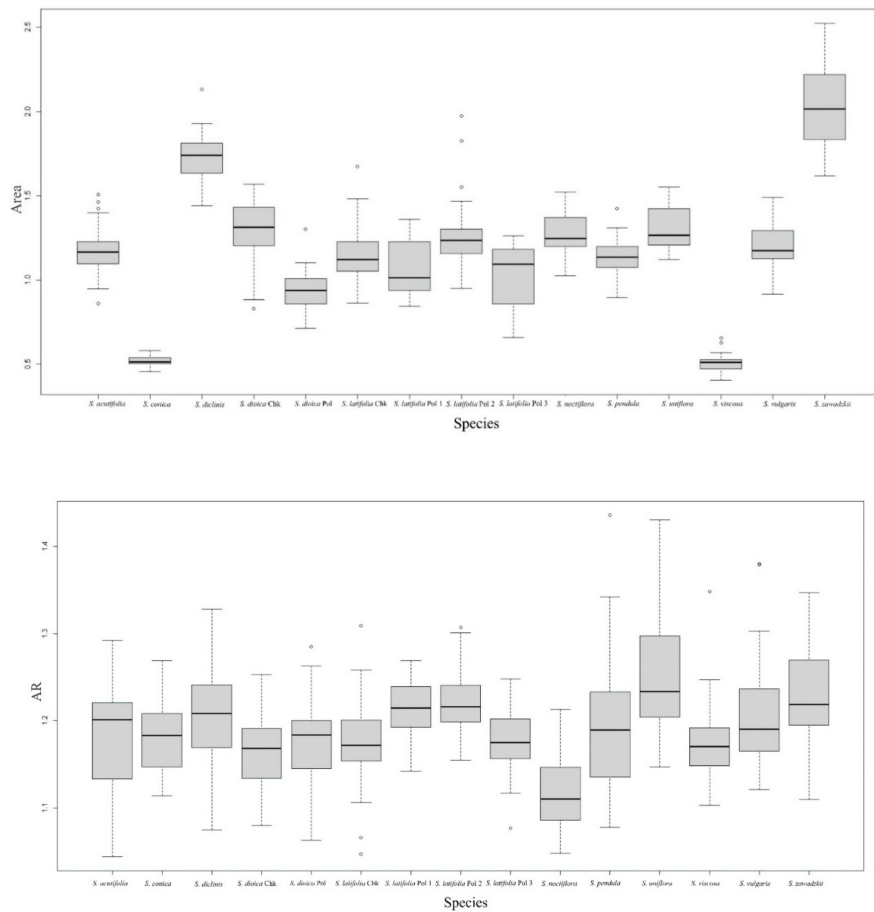 2.5
2.0
1.5
1.0
0.5
Area
S. acutifolia S. conica S. diclinis S. dioica Chk S. dioica Pol S. latifolia Chk S. latifolia Pol 1 S. latifolia Pol 2 S. latifolia Pol 3 S. noctiflora S. pendula S. uniflora S. viscosa S. vulgaris S. zawadzkii
Species
1.4
1.3
1.2
1.1
AR
S. acutifolia S. conica S. diclinis S. dioica Chk S. dioica Pol S. latifolia Chk S. latifolia Pol 1 S. latifolia Pol 2 S. latifolia Pol 3 S. noctiflora S. pendula S. uniflora S. viscosa S. vulgaris S. zawadzkii
Species